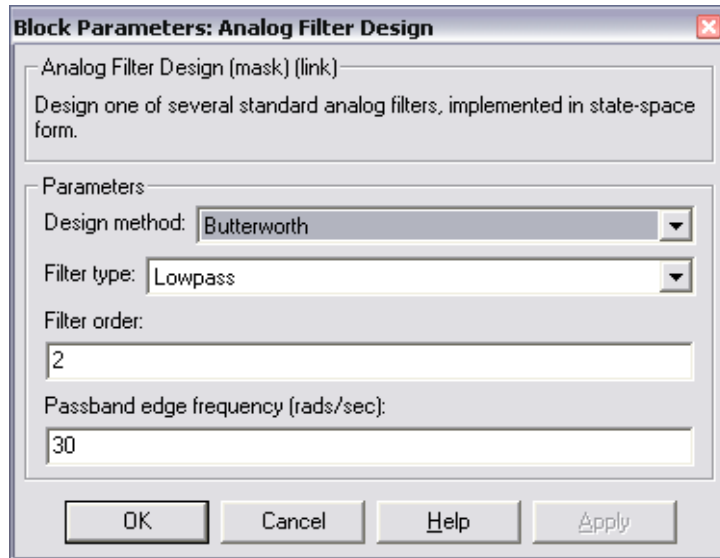 Block Parameters: Analog Filter Design
Analog Filter Design (mask) (link)
Design one of several standard analog filters, implemented in state-space
form.
Parameters
Design method: Butterworth
Filter type: Lowpass
Filter order:
2
Passband edge frequency (rads/sec):
30
OK Cancel Help Apply